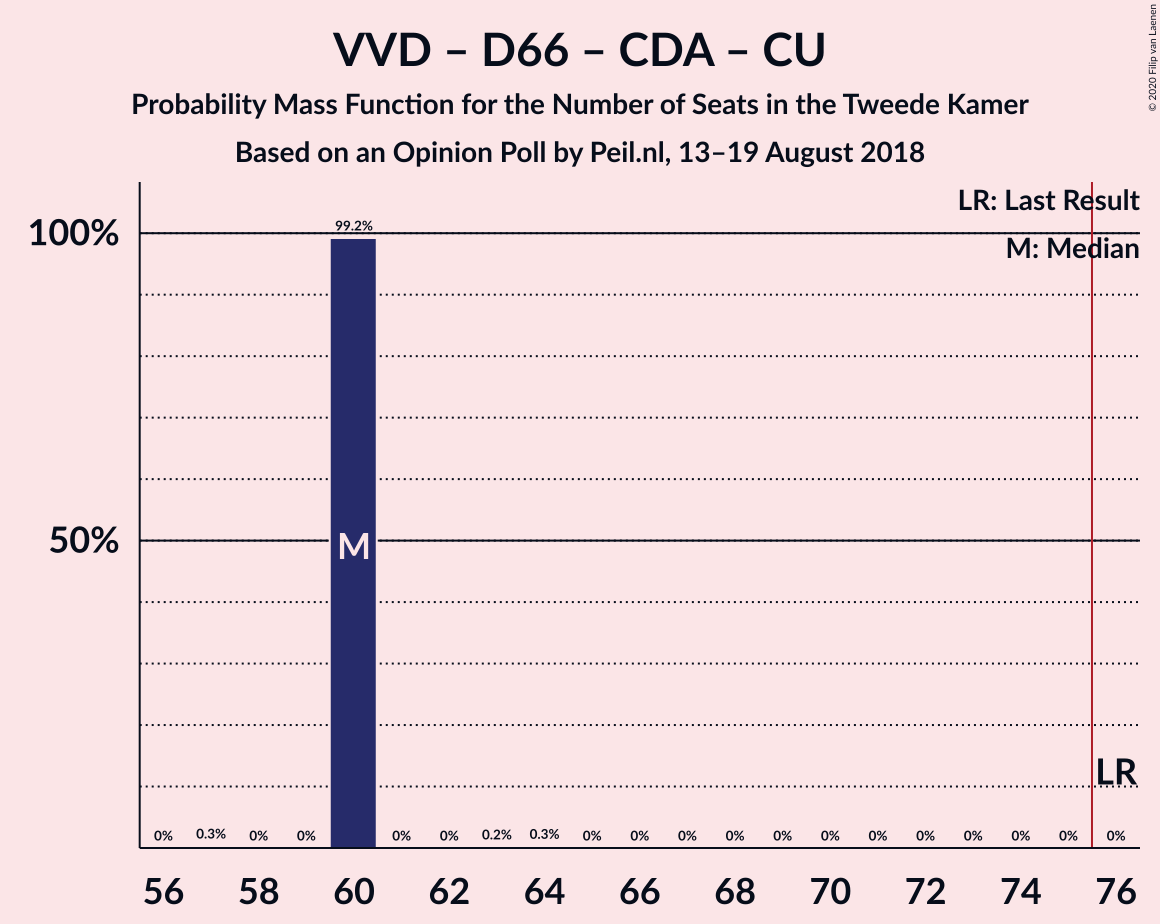 VVD – D66 – CDA – CU
Probability Mass Function for the Number of Seats in the Tweede Kamer
Based on an Opinion Poll by Peil.nl, 13–19 August 2018
© 2020 Filip van Laenen
LR: Last Result
M: Median
100%
50%
99.2%
M
LR
0% 0.3% 0% 0% 0% 0% 0.2% 0.3% 0% 0% 0% 0% 0% 0% 0% 0% 0% 0% 0% 0%
56 58 60 62 64 66 68 70 72 74 76